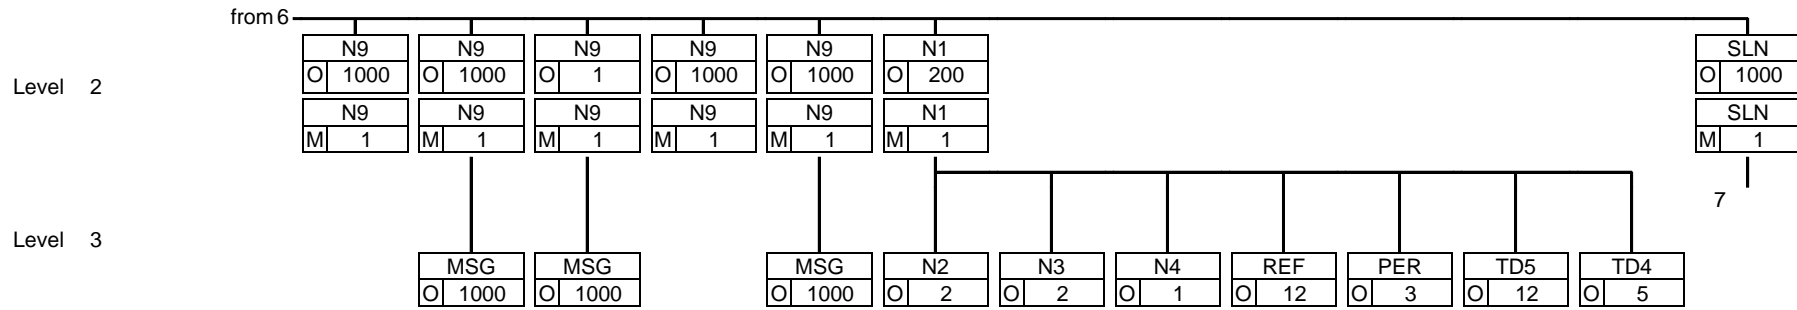 from 6
N9 N9 N9 N9 N9 N1 SLN
O 1000 O 1000 O 1 O 1000 O 1000 O 200 O 1000
Level 2
N9 N9 N9 N9 N9 N1 SLN
M 1 M 1 M 1 M 1 M 1 M 1 M 1
7
Level 3
MSG MSG MSG N2 N3 N4 REF PER TD5 TD4
O 1000 O 1000 O 1000 O 2 O 2 O 1 O 12 O 3 O 12 O 5